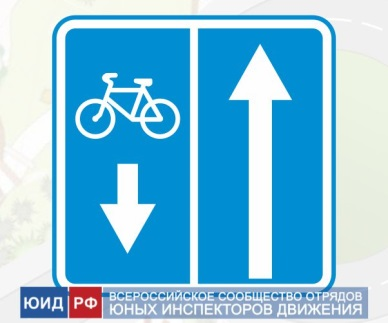 ЮИД РФ ВСЕРОССИЙСКОЕ СООБЩЕСТВО ОТРЯДОВ
ЮНЫХ ИНСПЕКТОРОВ ДВИЖЕНИЯ